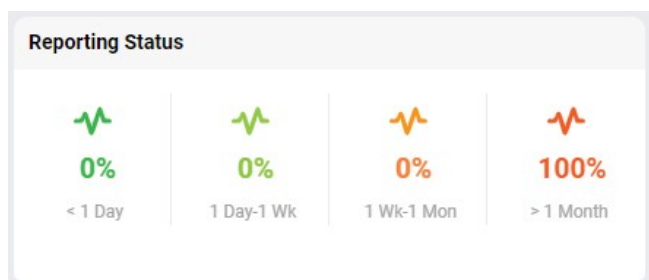 Reporting Status
0% 0% 0% 100%
< 1 Day 1 Day-1 Wk 1 Wk-1 Mon > 1 Month